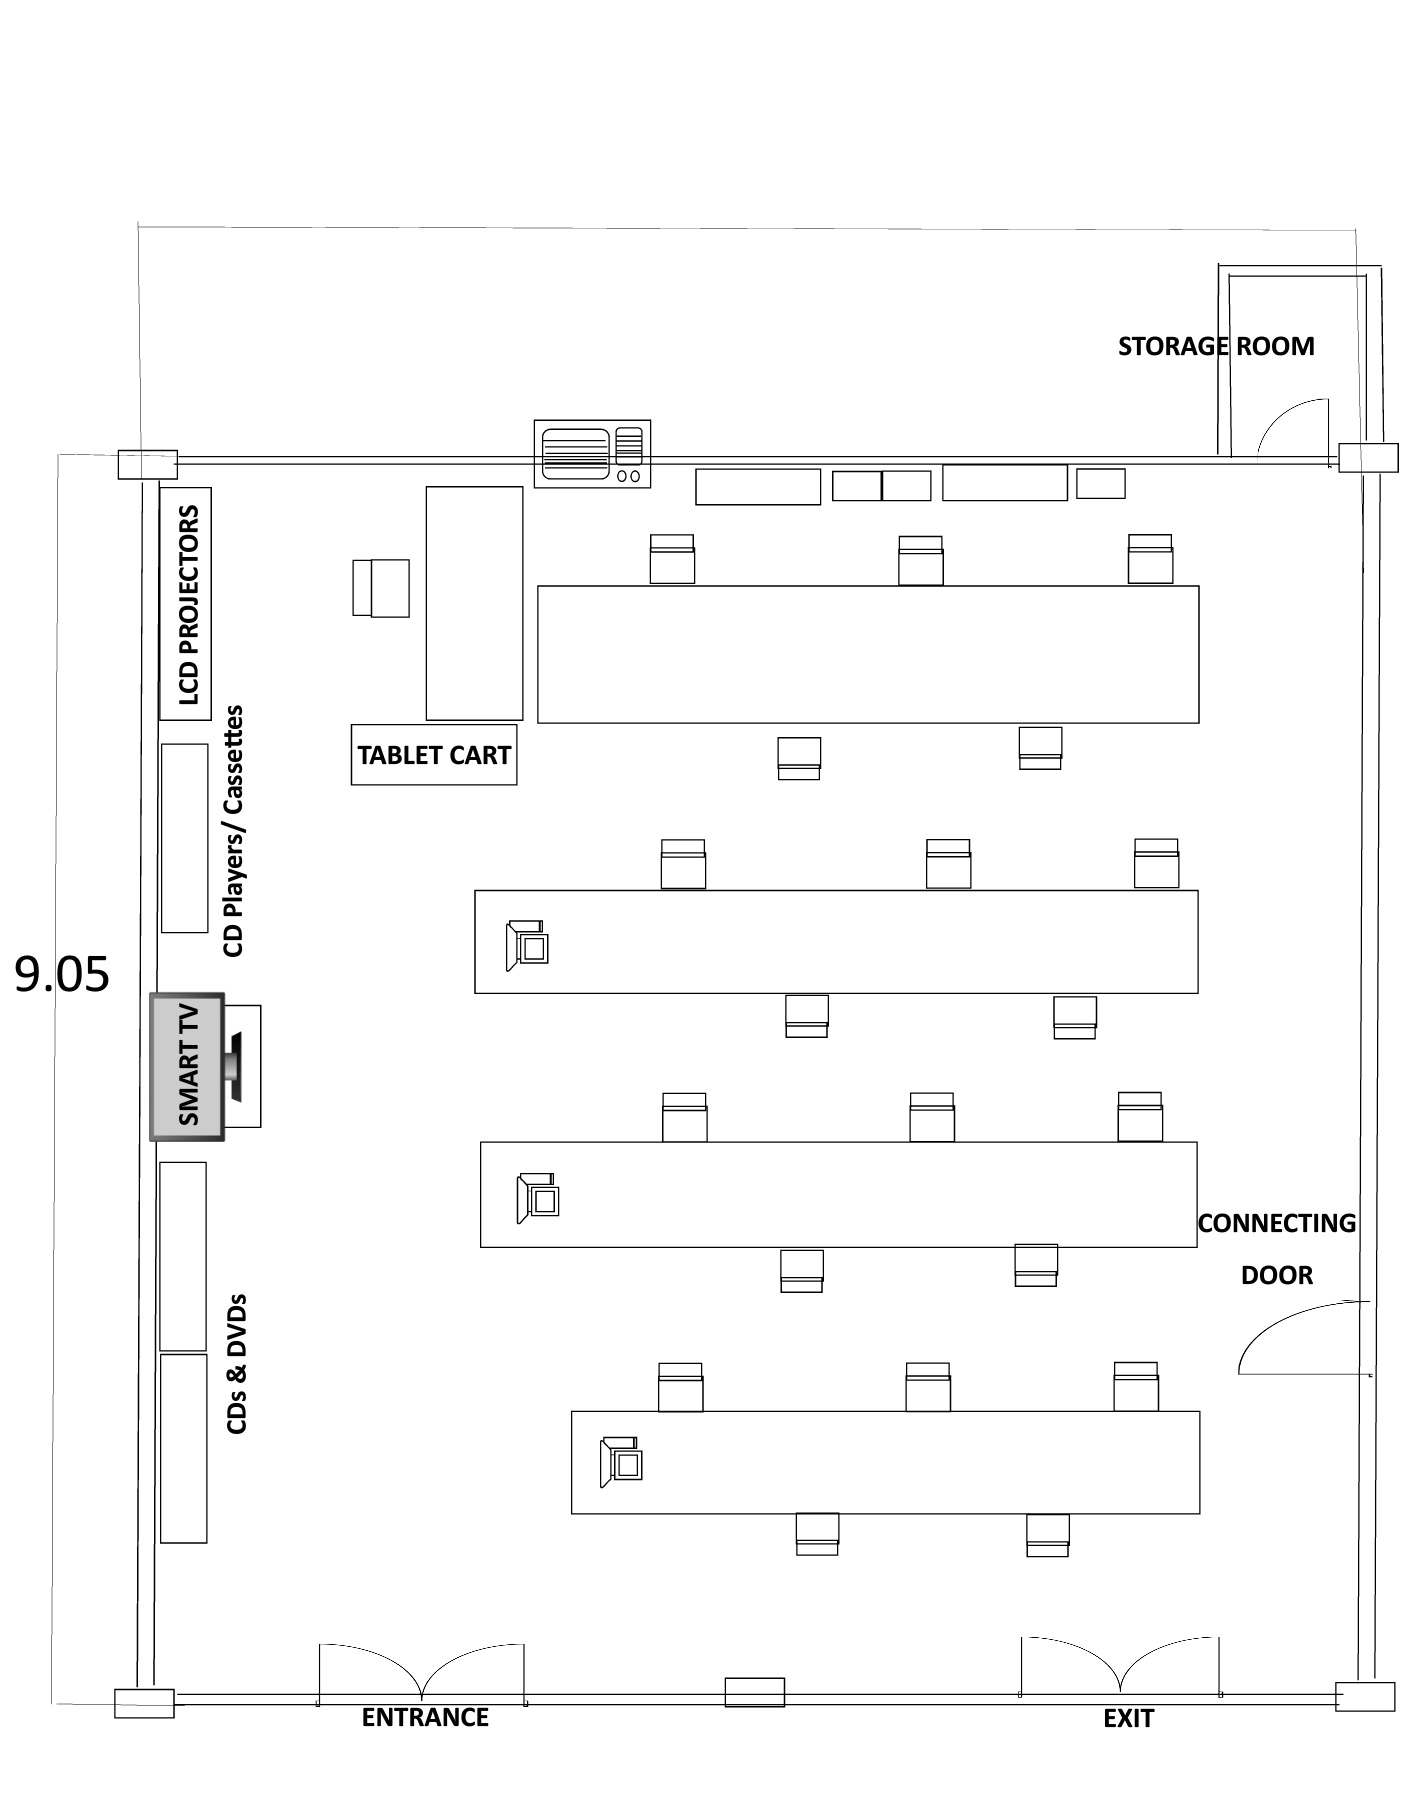 STORAGE ROOM
LCD PROJECTORS
TABLET CART
CD Players/ Cassettes
9.05
SMART TV
CONNECTING
DOOR
CDs & DVDs
ENTRANCE
EXIT